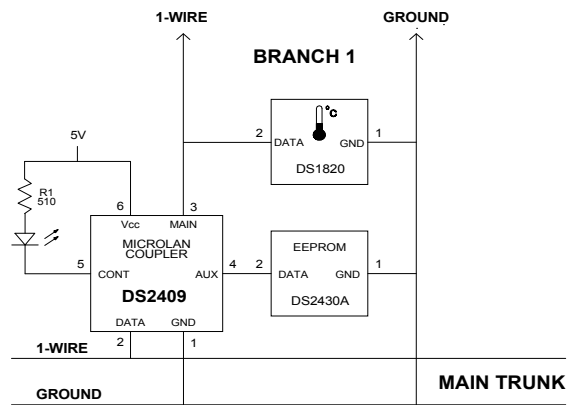 1-WIRE GROUND
BRANCH 1
°C
2 DATA GND 1
DS1820
5V
R1
510
6 3
Vcc MAIN
MICROLAN
COUPLER
EEPROM
5 CONT AUX 4 2 DATA GND 1
DS2409
DS2430A
DATA GND
2 1
1-WIRE
MAIN TRUNK
GROUND